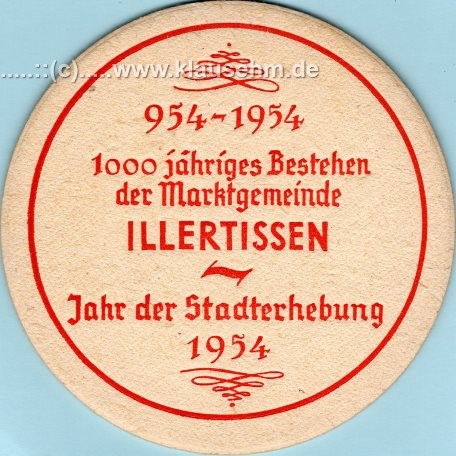 ......::(c).....www.klausehm.de
954-1954
1000 jähriges Bestehen
der Marktgemeinde
ILLERTISSEN
Jahr der Stadterhebung
1954